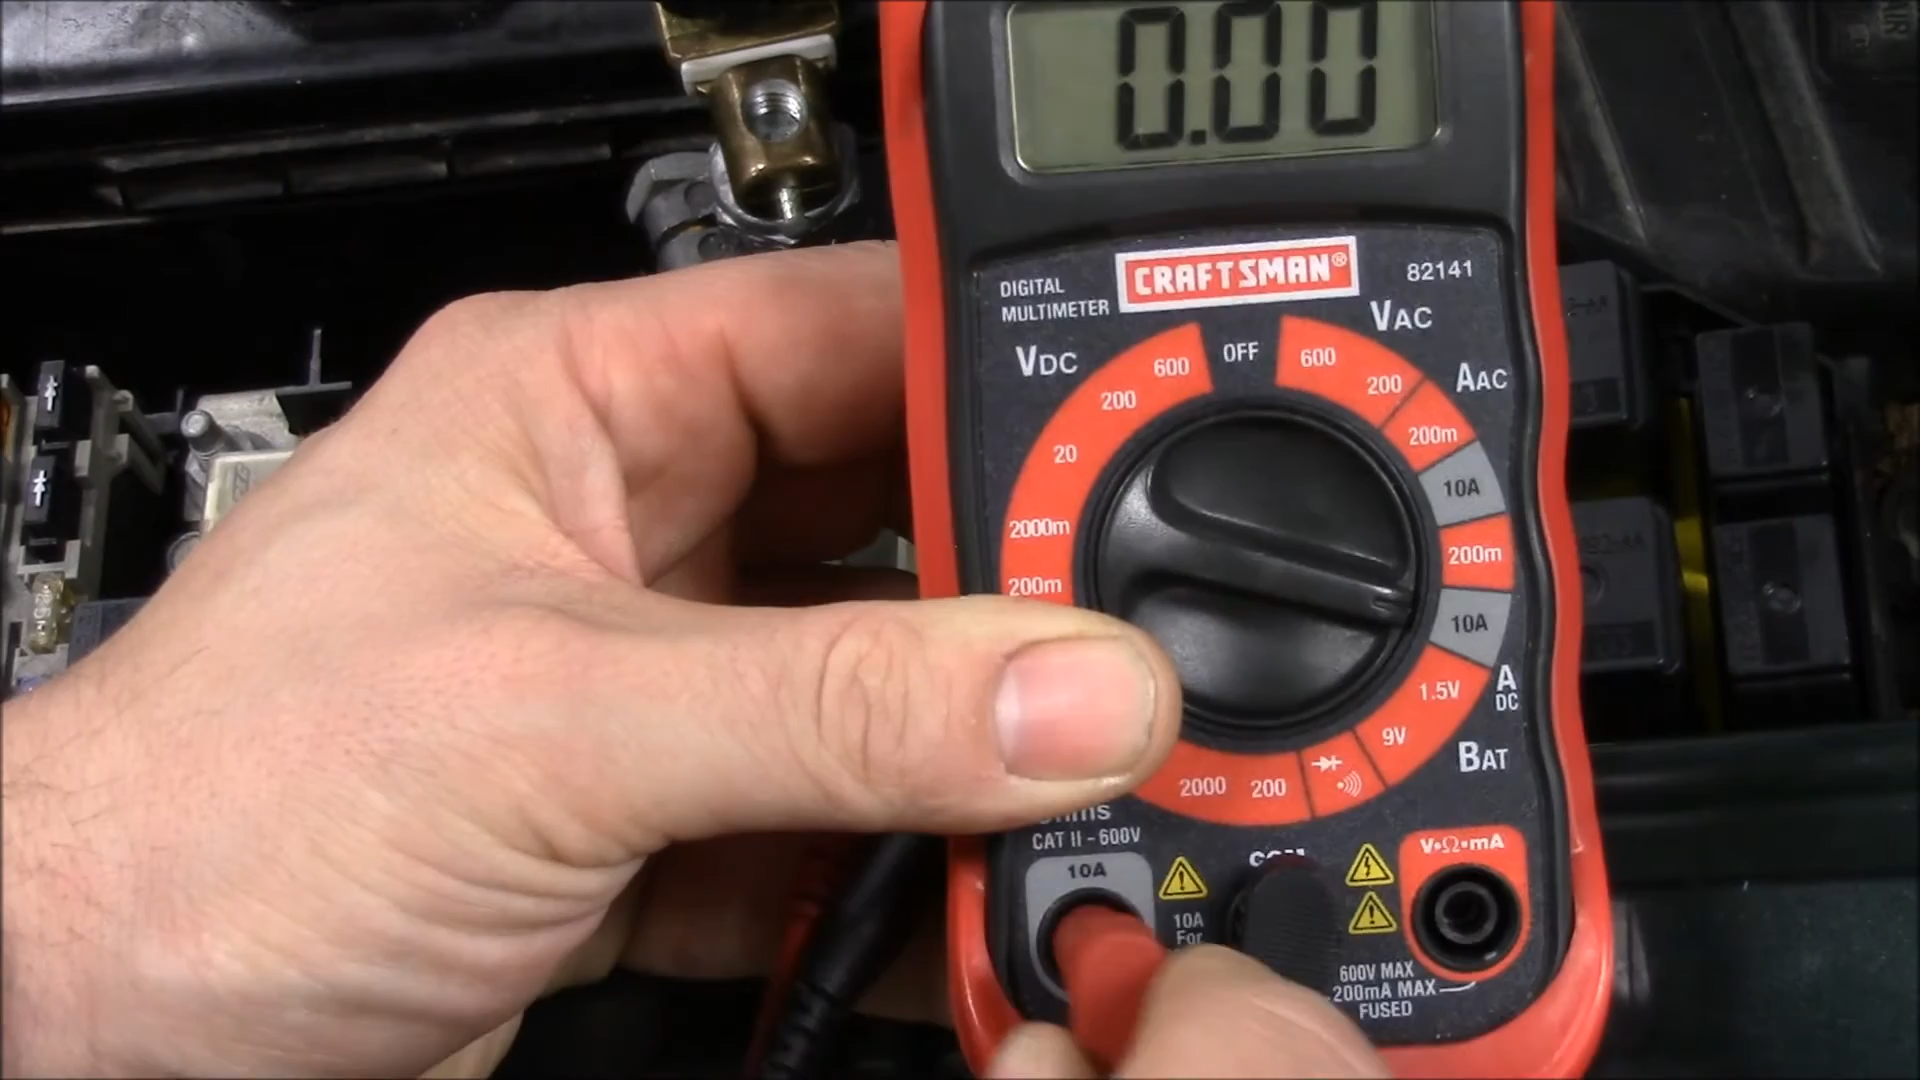 0.00
DIGITAL
MULTIMETER
CRAFTSMAN®
82141
VDC
OFF
VAC
AAC
600
200
20
2000m
200m
600
200
200m
10A
200m
10A
A
DC
1.5V
9V
BAT
2000
200
CAT II - 600V
10A
10A
For
COM
V•Ω•mA
600V MAX
200mA MAX
FUSED